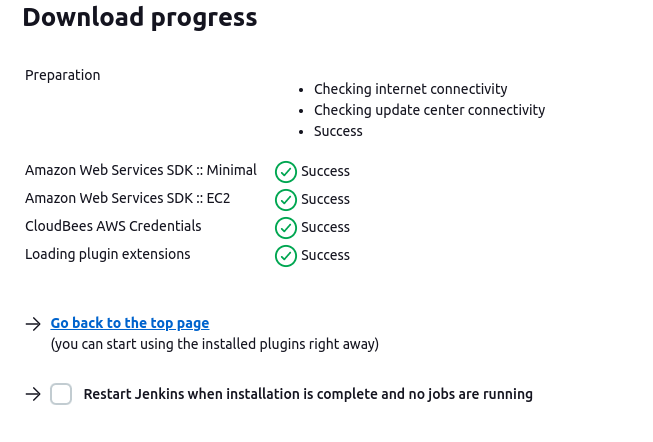 Download progress
Preparation
Checking internet connectivity
Checking update center connectivity
Success
Amazon Web Services SDK :: Minimal Success
Amazon Web Services SDK :: EC2 Success
CloudBees AWS Credentials Success
Loading plugin extensions Success
Go back to the top page
(you can start using the installed plugins right away)
Restart Jenkins when installation is complete and no jobs are running